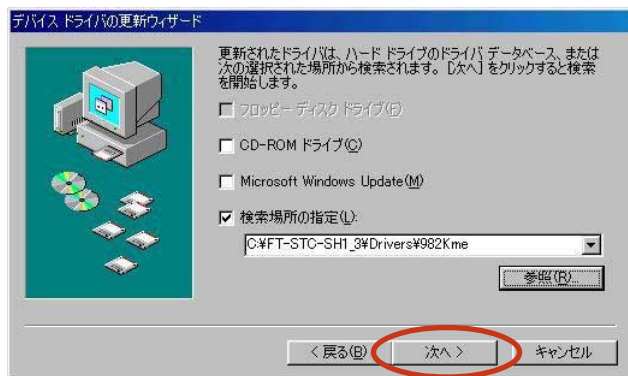 デバイス ドライバの更新ウィザード
更新されたドライバは、ハード ドライブのドライバ データベース、または
次の選択された場所から検索されます。[次へ] をクリックすると検索
を開始します。
フロッピー ディスク ドライブ(F)
CD-ROM ドライブ(C)
Microsoft Windows Update(M)
検索場所の指定(L):
C:¥FT-STC-SH1_3¥Drivers¥982Kme
参照(R)...
< 戻る(B)
次へ >
キャンセル